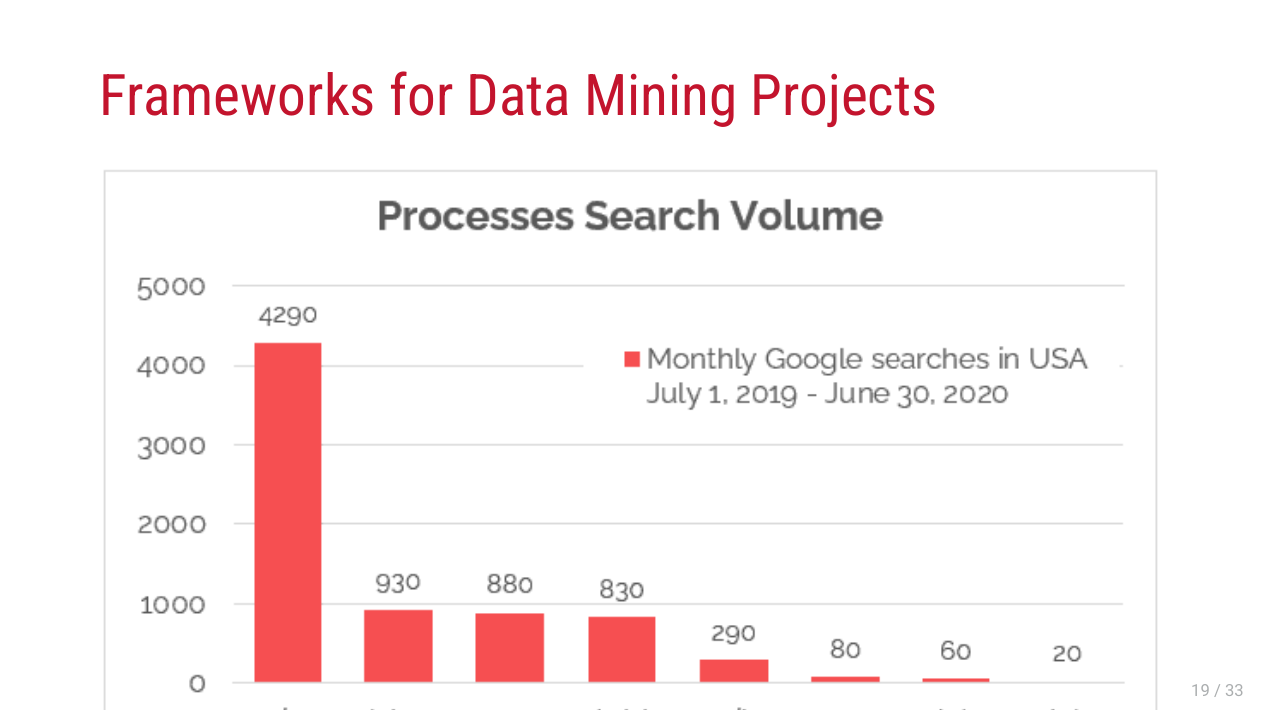 Frameworks for Data Mining Projects
Processes Search Volume
5000
4290
Monthly Google searches in USA
July 1, 2019 - June 30, 2020
4000
3000
2000
930
880
830
1000
290
80
60
20
0
19 / 33